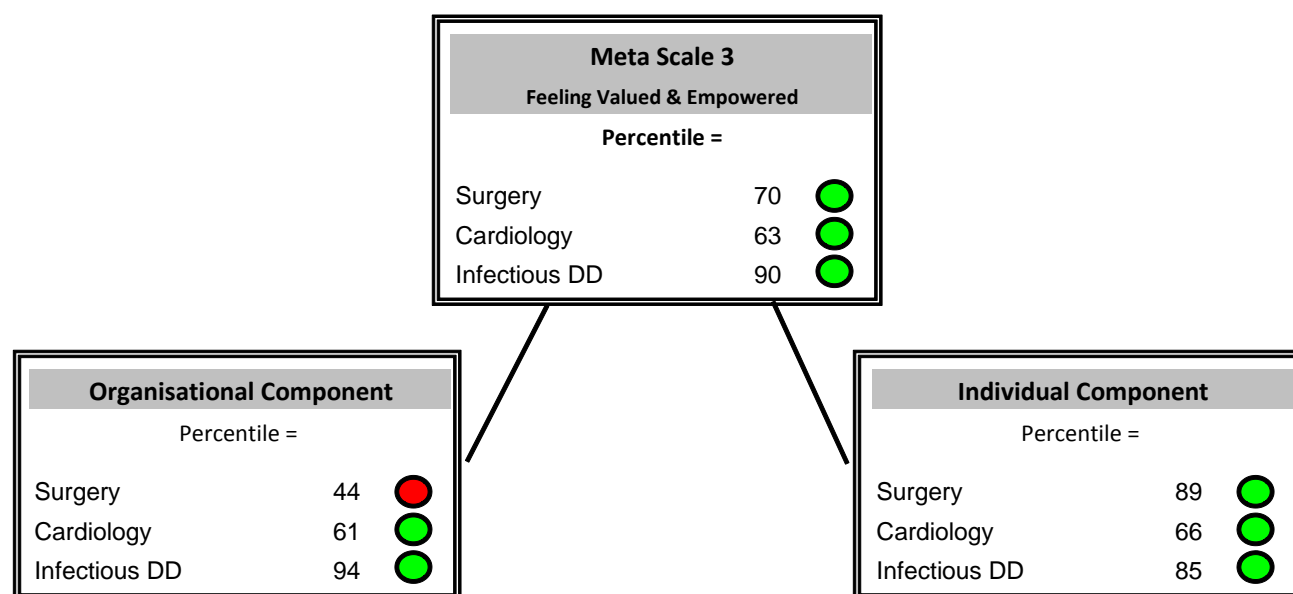 Meta Scale 3
Feeling Valued & Empowered
Percentile =
Surgery 70
Cardiology 63
Infectious DD 90
Organisational Component
Percentile =
Surgery 44
Cardiology 61
Infectious DD 94
Individual Component
Percentile =
Surgery 89
Cardiology 66
Infectious DD 85